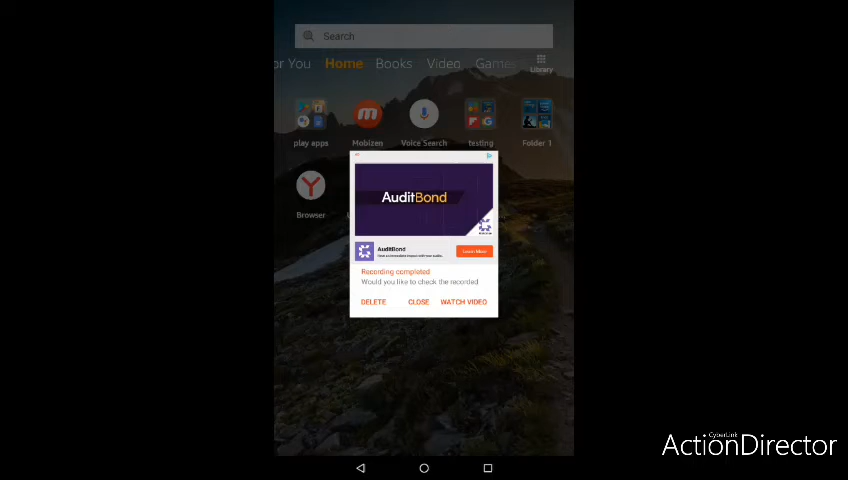 Search
or You Home Books Video Games
Library
play apps Mobizen Voice Search testing Folder 1
Browser
AuditBond
AuditBond
Learn More
Recording completed
Would you like to check the recorded
DELETE CLOSE WATCH VIDEO
CyberLink
ActionDirector